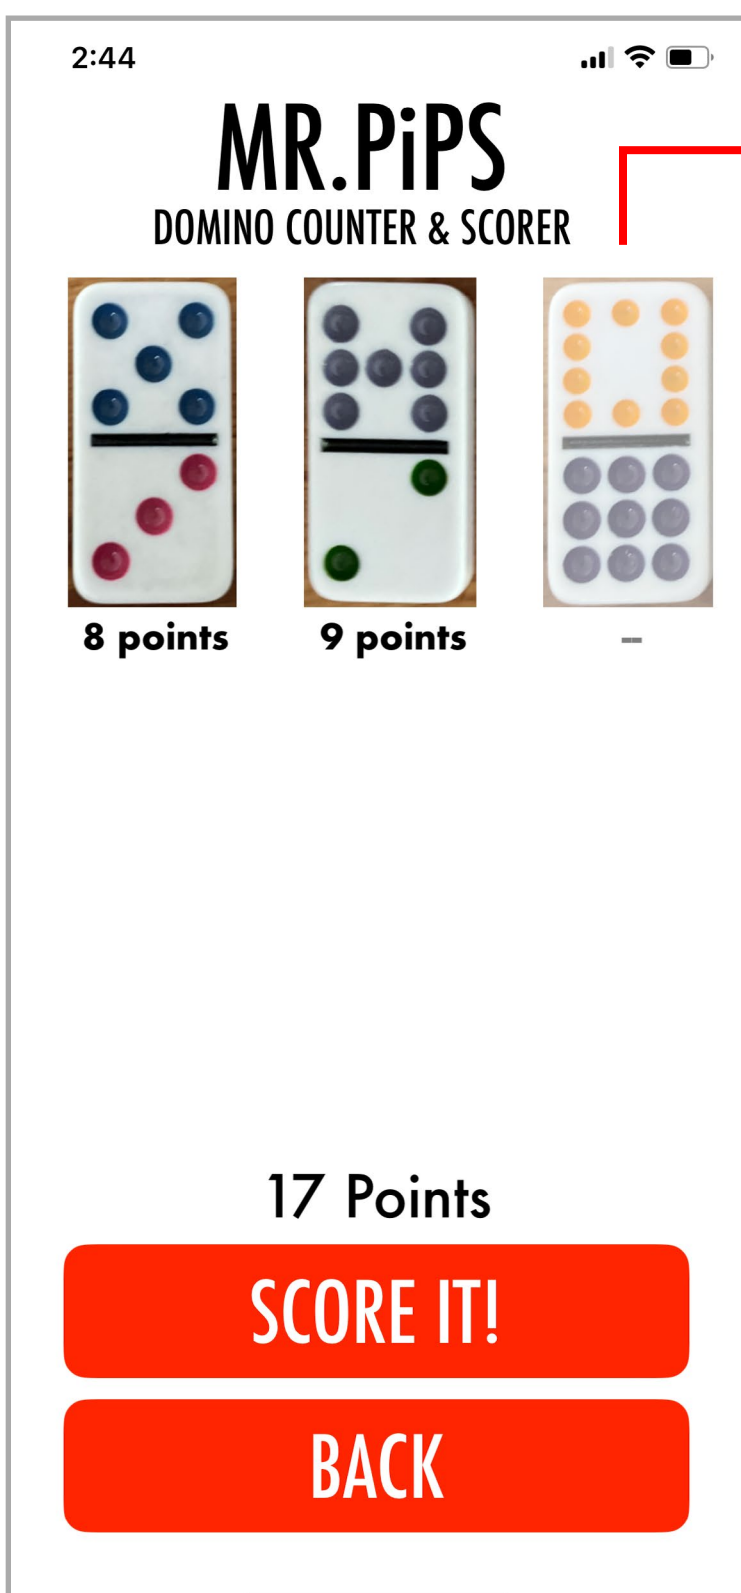 2:44
MR.PiPS
DOMINO COUNTER & SCORER
8 points
9 points
--
17 Points
SCORE IT!
BACK